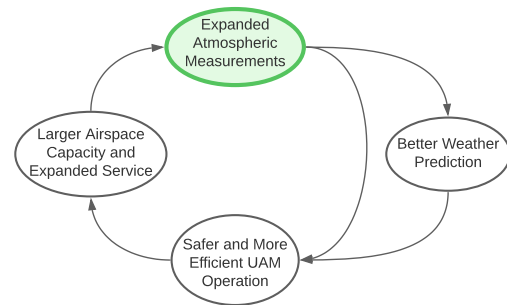 Expanded
Atmospheric
Measurements
Larger Airspace
Capacity and
Expanded Service
Better Weather
Prediction
Safer and More
Efficient UAM
Operation